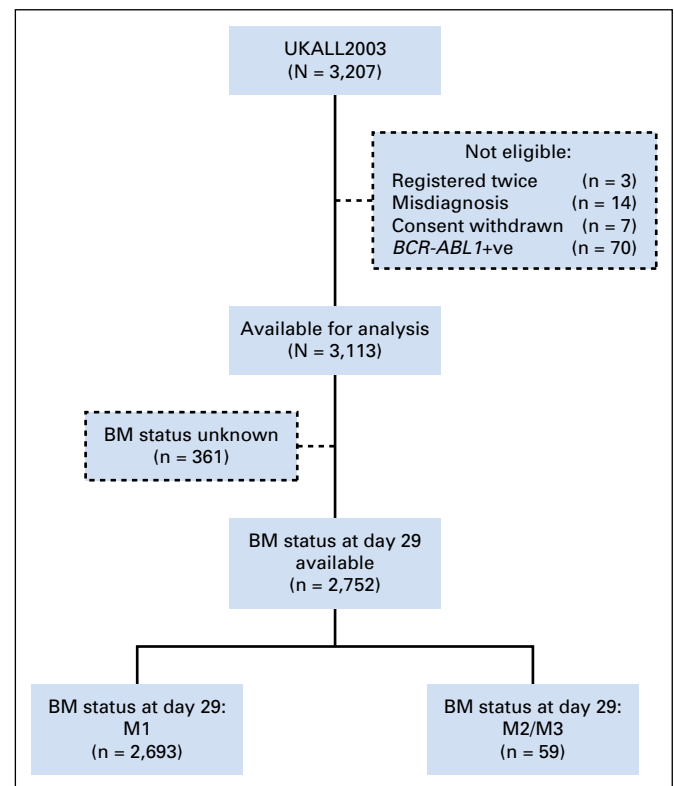 UKALL2003
(N = 3,207)
Not eligible:
Registered twice (n = 3)
Misdiagnosis (n = 14)
Consent withdrawn (n = 7)
BCR-ABL1+ve (n = 70)
Available for analysis
(N = 3,113)
BM status unknown
(n = 361)
BM status at day 29
available
(n = 2,752)
BM status at day 29:
M1
(n = 2,693)
BM status at day 29:
M2/M3
(n = 59)